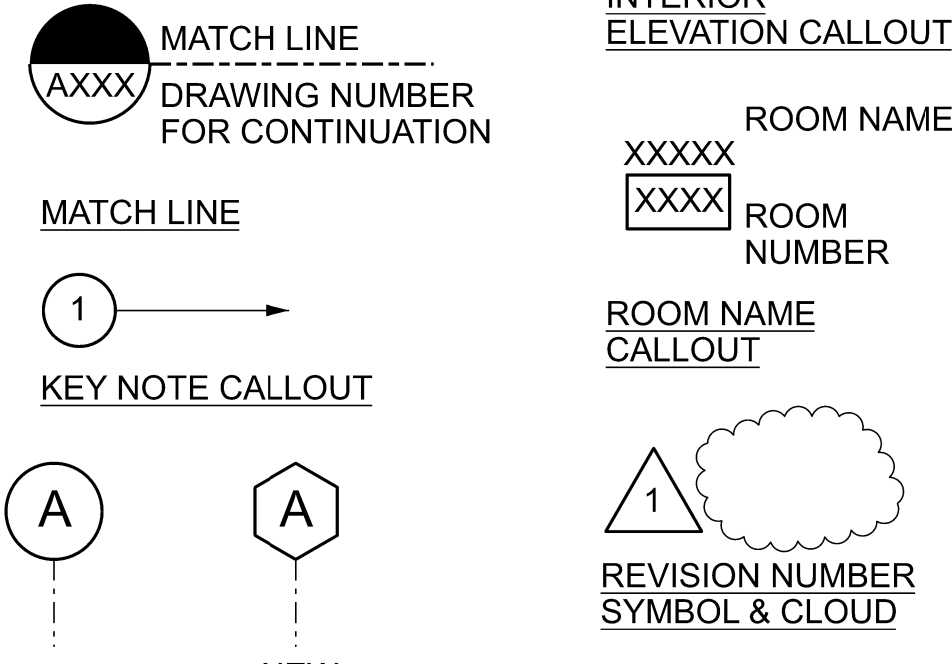 MATCH LINE
AXXX
DRAWING NUMBER
FOR CONTINUATION
MATCH LINE
1
KEY NOTE CALLOUT
A
A
INTERIOR
ELEVATION CALLOUT
ROOM NAME
XXXXX
XXXX
ROOM
NUMBER
ROOM NAME
CALLOUT
1
REVISION NUMBER
SYMBOL & CLOUD